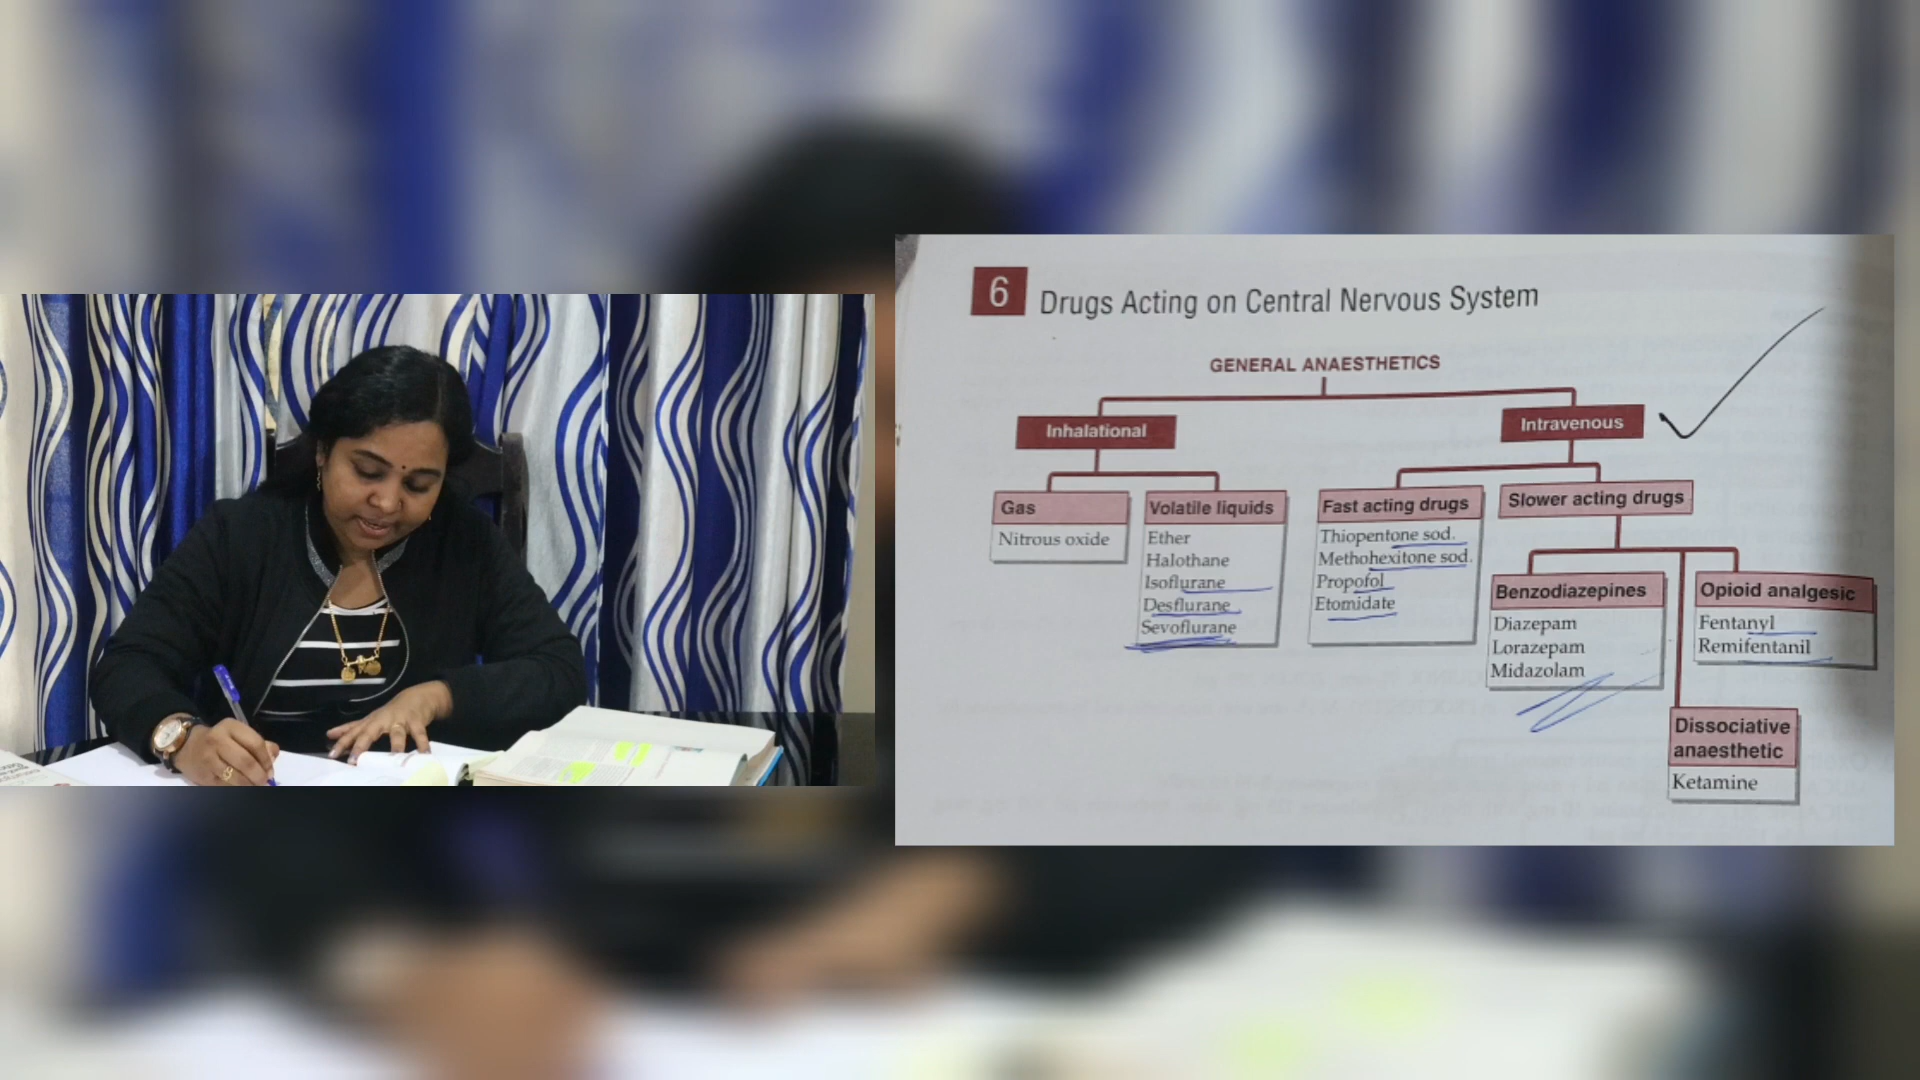 6 Drugs Acting on Central Nervous System
GENERAL ANAESTHETICS
Inhalational
Intravenous
Gas
Nitrous oxide
Volatile liquids
Ether
Halothane
Isoflurane
Desflurane
Sevoflurane
Fast acting drugs
Thiopentone sod.
Methohexitone sod.
Propofol
Etomidate
Slower acting drugs
Benzodiazepines
Diazepam
Lorazepam
Midazolam
Opioid analgesic
Fentanyl
Remifentanil
Dissociative
anaesthetic
Ketamine